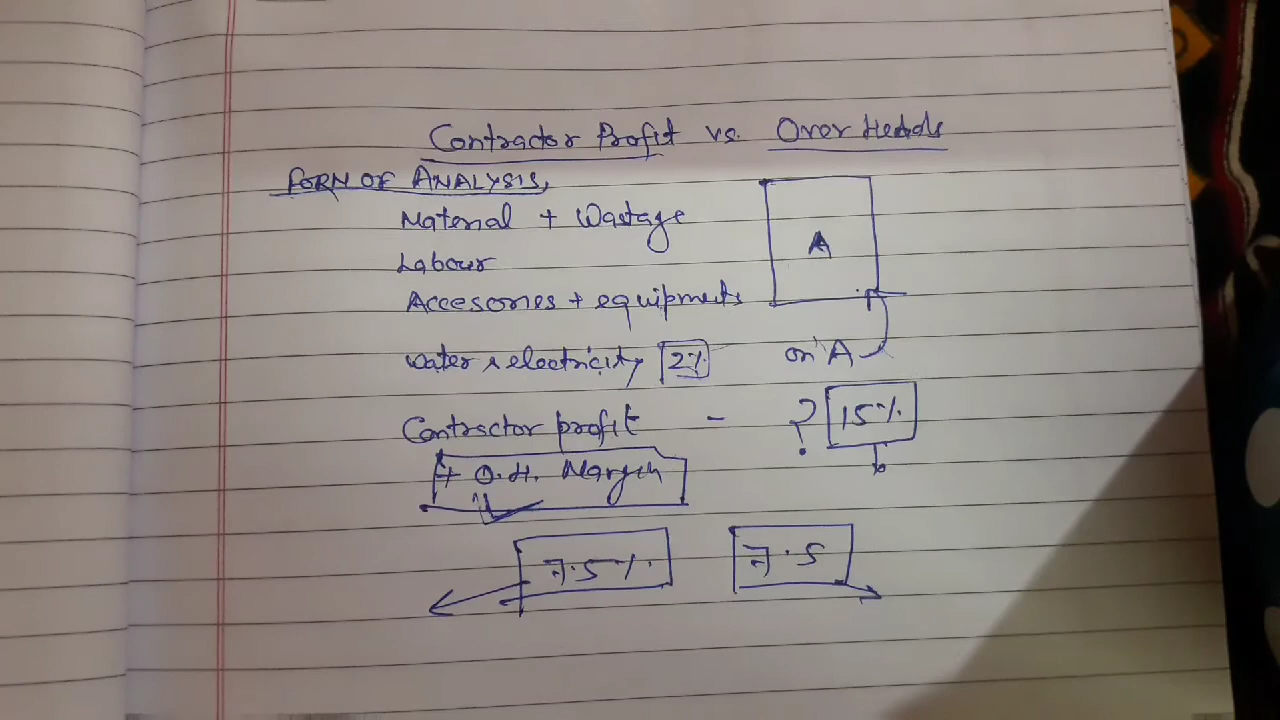 Contractor Profit vs. Over Heads
FORM OF ANALYSIS,
Material + Wastage
A
Labour
Accesories + equipments
water & electricity 2%
on A
Contractor profit - ? 15%
+ O.H. Margin
7.5% 7.5